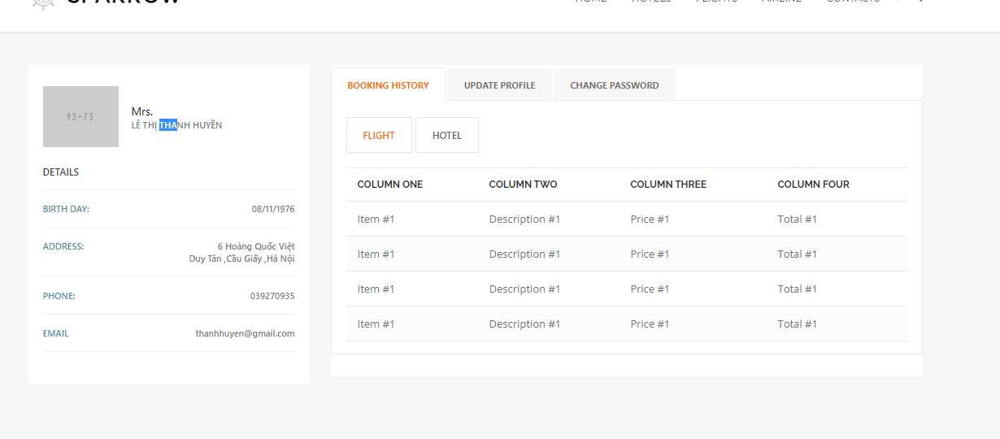 SPARROW
HOME HOTELS FLIGHTS AIRLINE CONTACTS
93×75
Mrs.
LÊ THỊ THANH HUYỀN
DETAILS
BIRTH DAY: 08/11/1976
ADDRESS: 6 Hoàng Quốc Việt
Duy Tân ,Cầu Giấy ,Hà Nội
PHONE: 039270935
EMAIL thanhhuyen@gmail.com
BOOKING HISTORY UPDATE PROFILE CHANGE PASSWORD
FLIGHT HOTEL
COLUMN ONE COLUMN TWO COLUMN THREE COLUMN FOUR
Item #1 Description #1 Price #1 Total #1
Item #1 Description #1 Price #1 Total #1
Item #1 Description #1 Price #1 Total #1
Item #1 Description #1 Price #1 Total #1